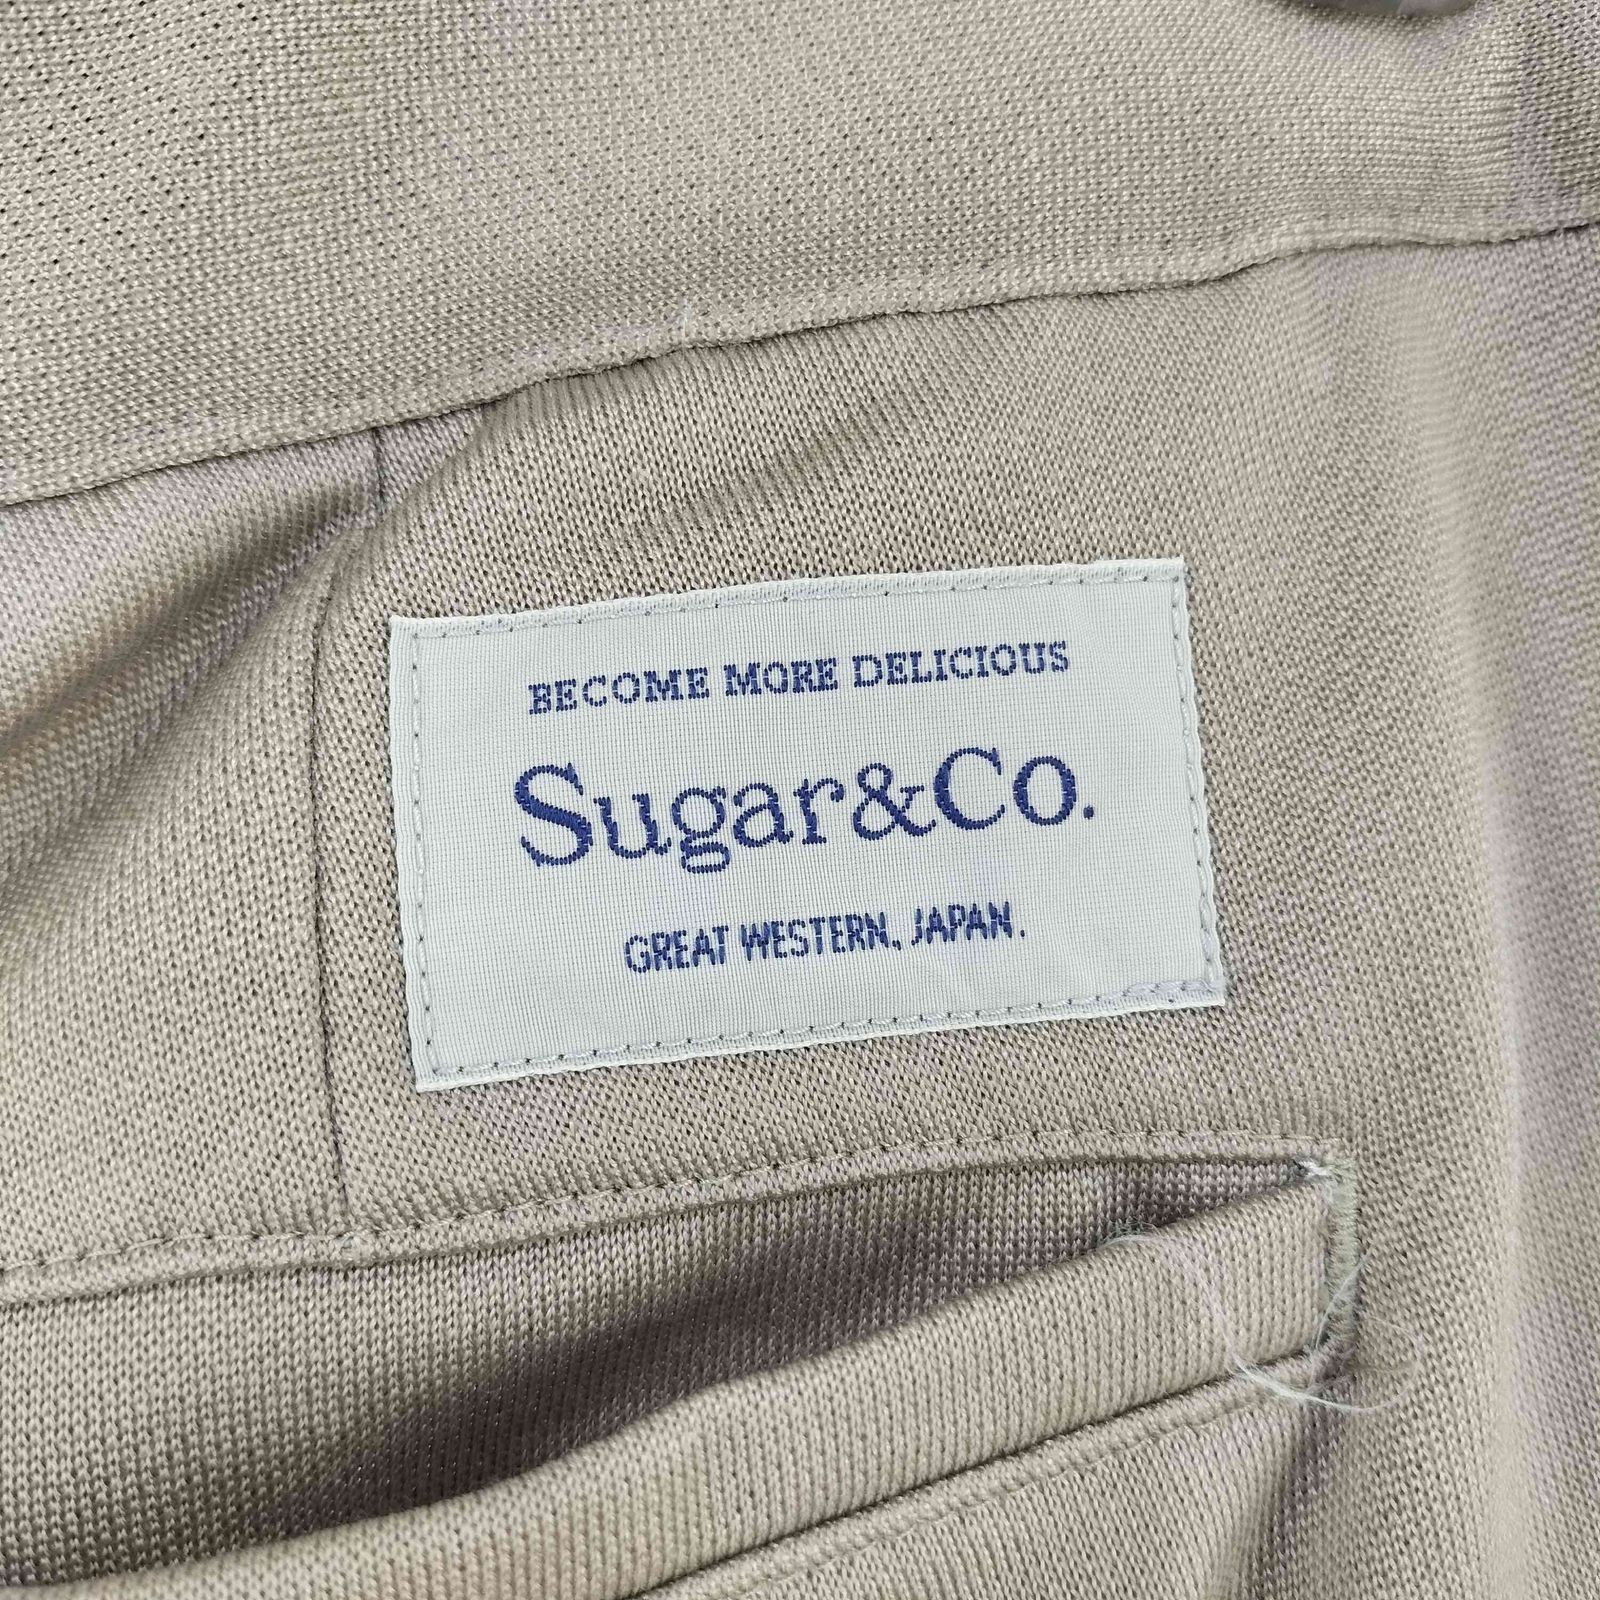 BECOME MORE DELICIOUS
Sugar&Co.
GREAT WESTERN, JAPAN.